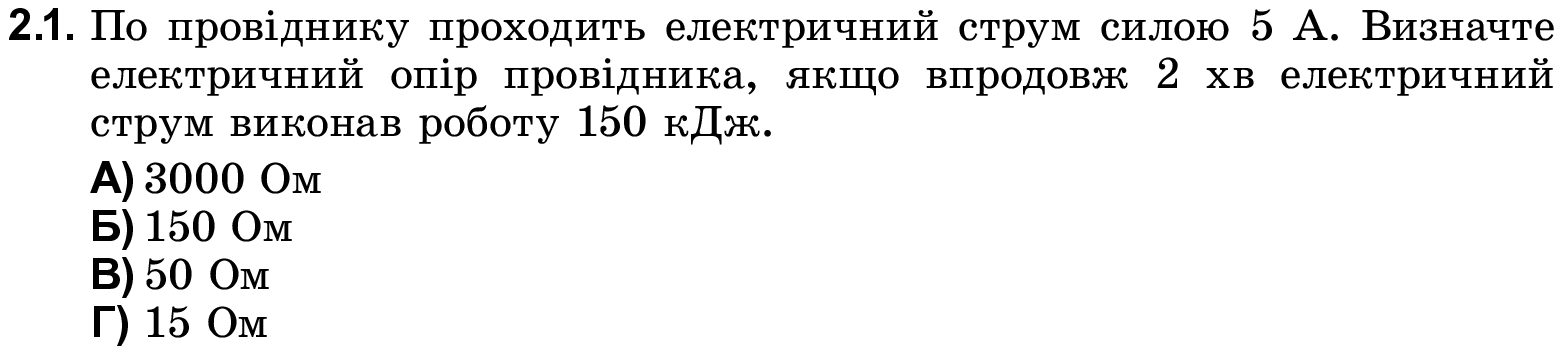 2.1. По провіднику проходить електричний струм силою 5 А. Визначте
електричний опір провідника, якщо впродовж 2 хв електричний
струм виконав роботу 150 кДж.
А) 3000 Ом
Б) 150 Ом
В) 50 Ом
Г) 15 Ом